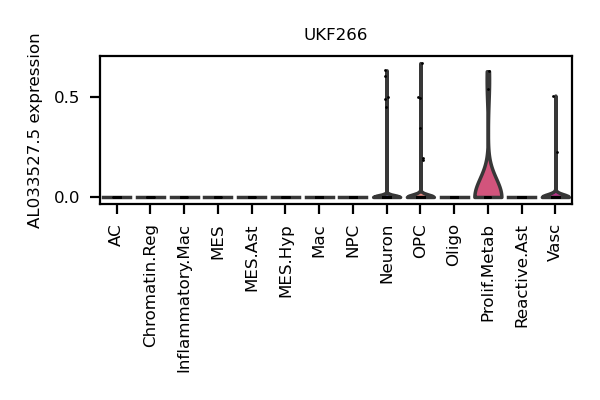 UKF266
AL033527.5 expression
0.5
0.0
AC
Chromatin.Reg
Inflammatory.Mac
MES
MES.Ast
MES.Hyp
Mac
NPC
Neuron
OPC
Oligo
Prolif.Metab
Reactive.Ast
Vasc